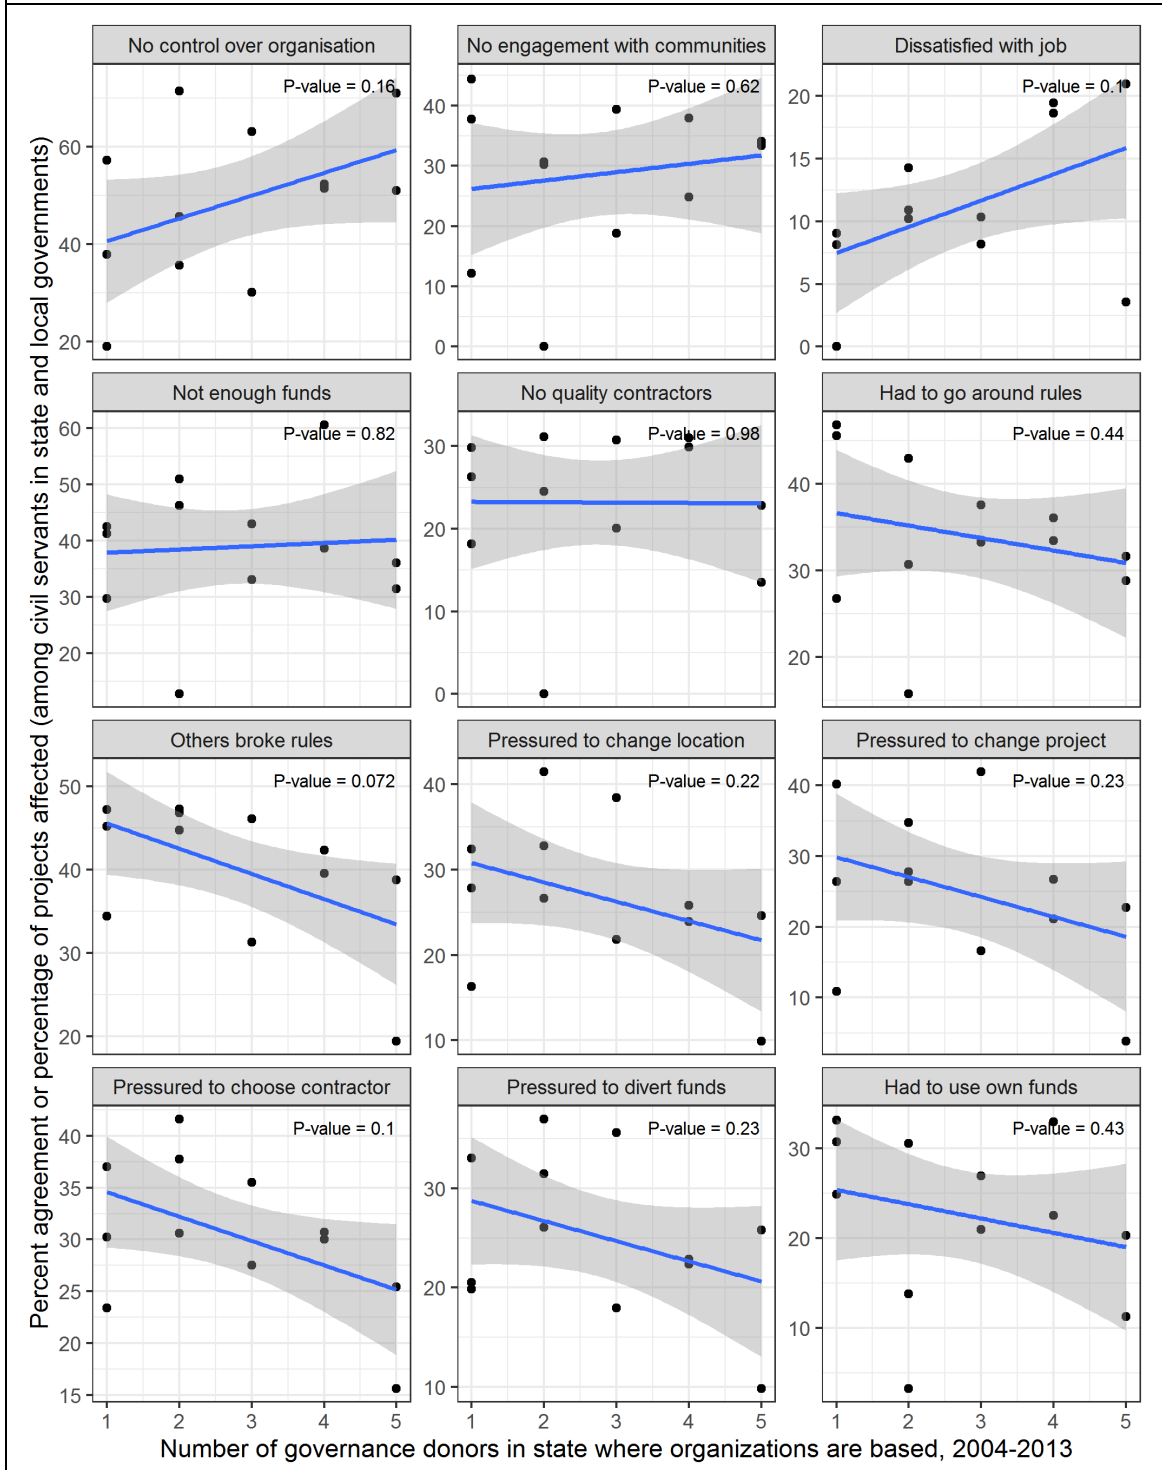 No control over organisation
No engagement with communities
Dissatisfied with job
P-value = 0.16
P-value = 0.62
P-value = 0.1
60
40
20
40
30
20
10
0
20
15
10
5
0
Not enough funds
No quality contractors
Had to go around rules
P-value = 0.82
P-value = 0.98
P-value = 0.44
60
50
40
30
20
30
20
10
0
40
30
20
Others broke rules
Pressured to change location
Pressured to change project
P-value = 0.072
P-value = 0.22
P-value = 0.23
50
40
30
20
40
30
20
10
40
30
20
10
Pressured to choose contractor
Pressured to divert funds
Had to use own funds
P-value = 0.1
P-value = 0.23
P-value = 0.43
40
35
30
25
20
15
30
20
10
30
20
10
1 2 3 4 5
1 2 3 4 5
1 2 3 4 5
Percent agreement or percentage of projects affected (among civil servants in state and local governments)
Number of governance donors in state where organizations are based, 2004-2013